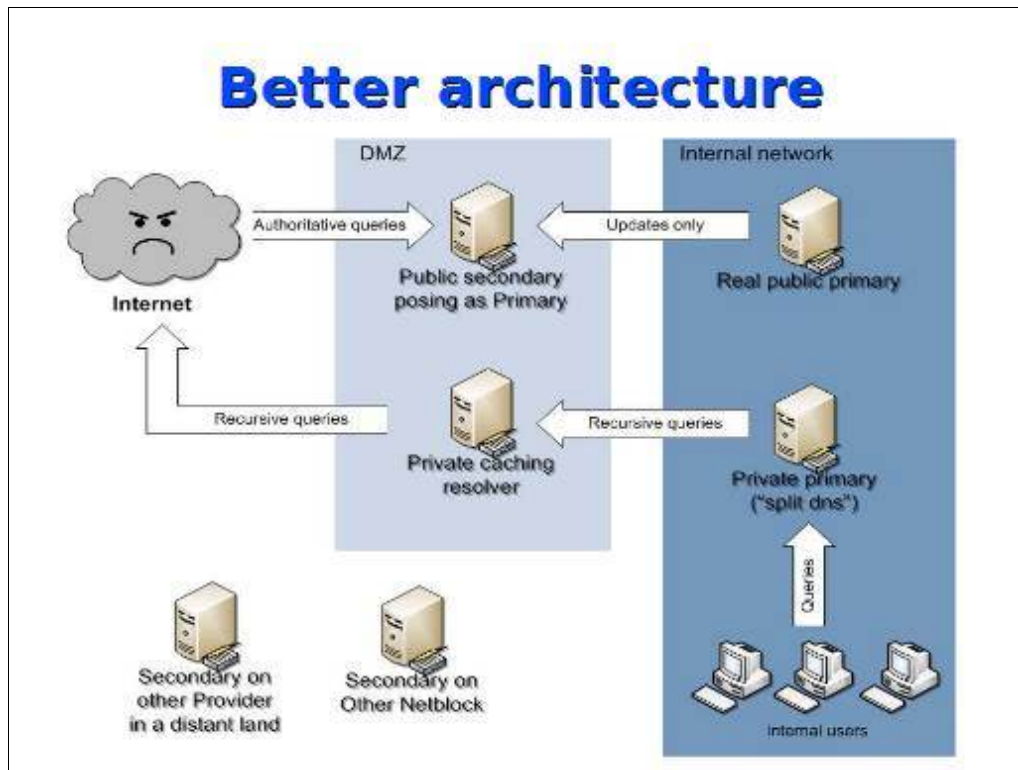 Better architecture
DMZ
Internal network
Authoritative queries
Updates only
Internet
Public secondary
posing as Primary
Real public primary
Recursive queries
Recursive queries
Private caching
resolver
Private primary
("split dns")
Queries
Secondary on
other Provider
in a distant land
Secondary on
Other Netblock
Internal users